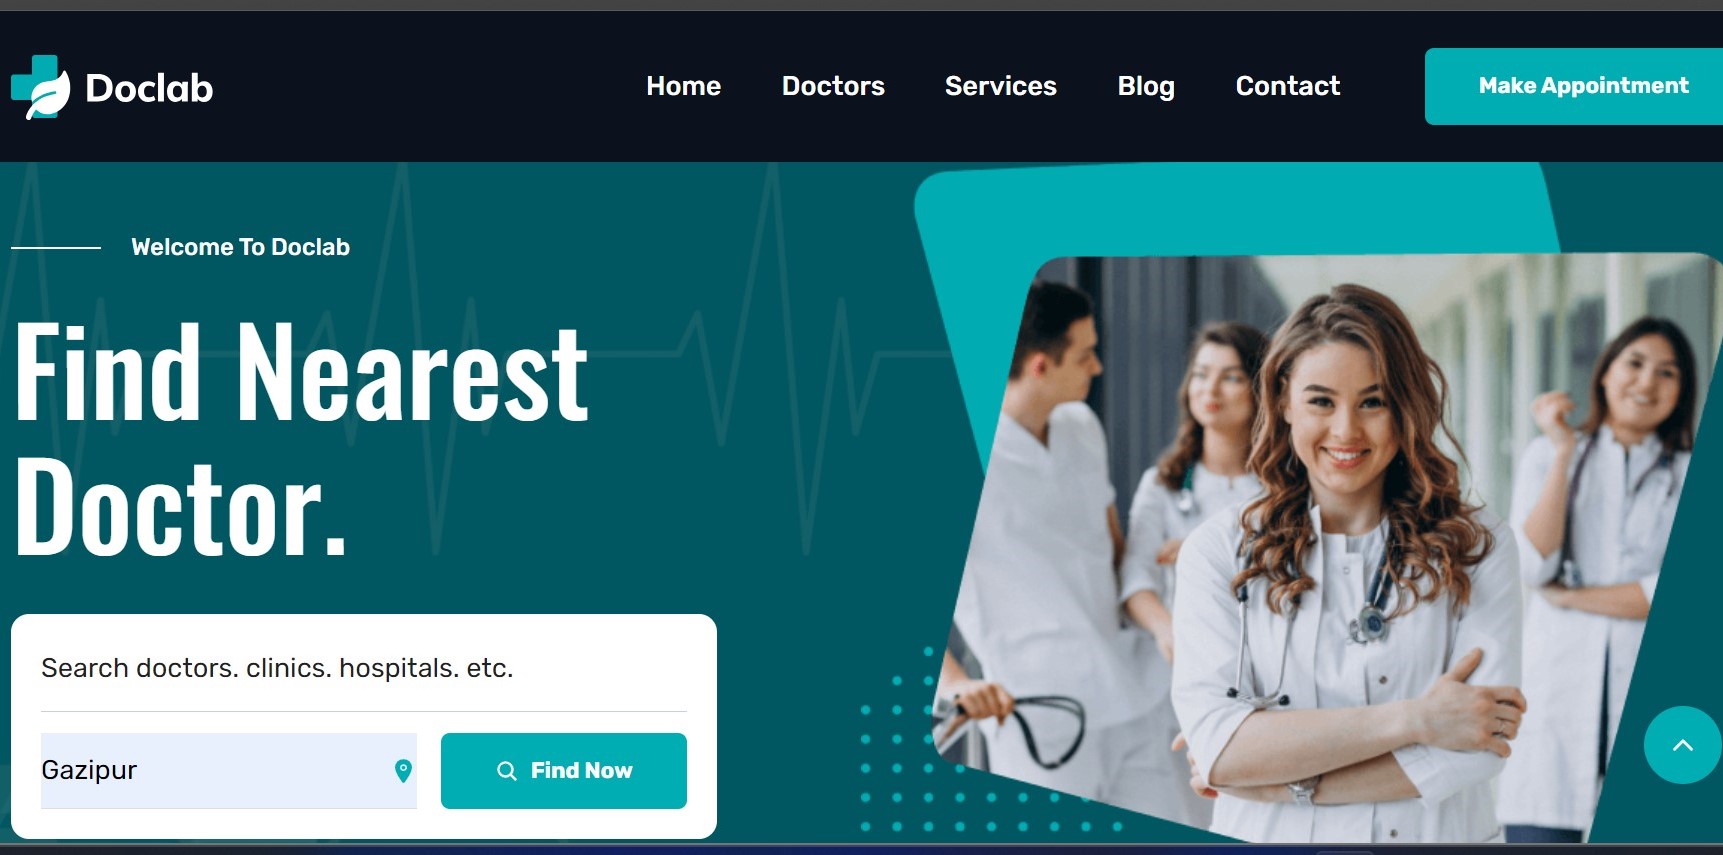 Doclab
Home Doctors Services Blog Contact Make Appointment
Welcome To Doclab
Find Nearest
Doctor.
Search doctors. clinics. hospitals. etc.
Gazipur
Find Now